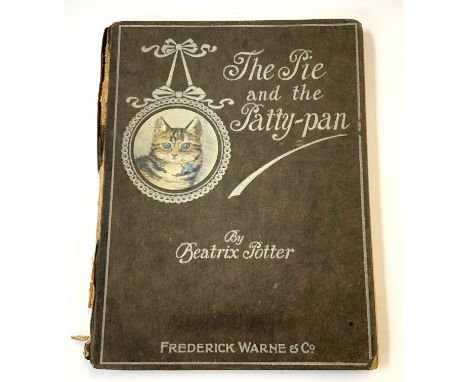 The Pie
and the
Patty-pan
By
Beatrix Potter
FREDERICK WARNE & Co